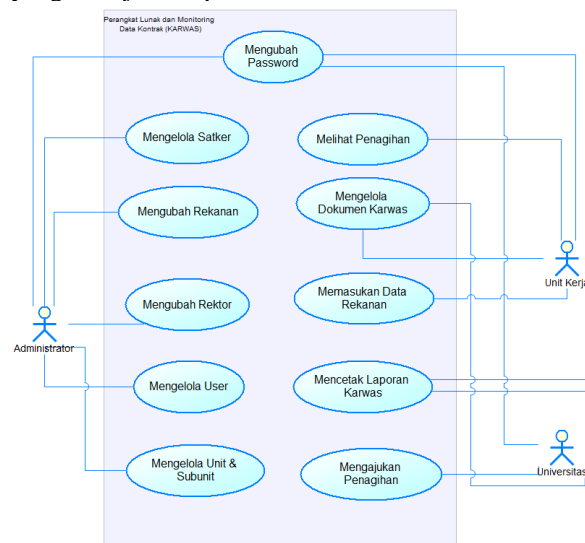 Perangkat Lunak dan Monitoring
Data Kontrak (KARWAS)
Mengubah
Password
Mengelola Satker
Melihat Penagihan
Mengubah Rekanan
Mengelola
Dokumen Karwas
Mengubah Rektor
Memasukan Data
Rekanan
Unit Kerja
Administrator
Mengelola User
Mencetak Laporan
Karwas
Mengelola Unit &
Subunit
Mengajukan
Penagihan
Universitas